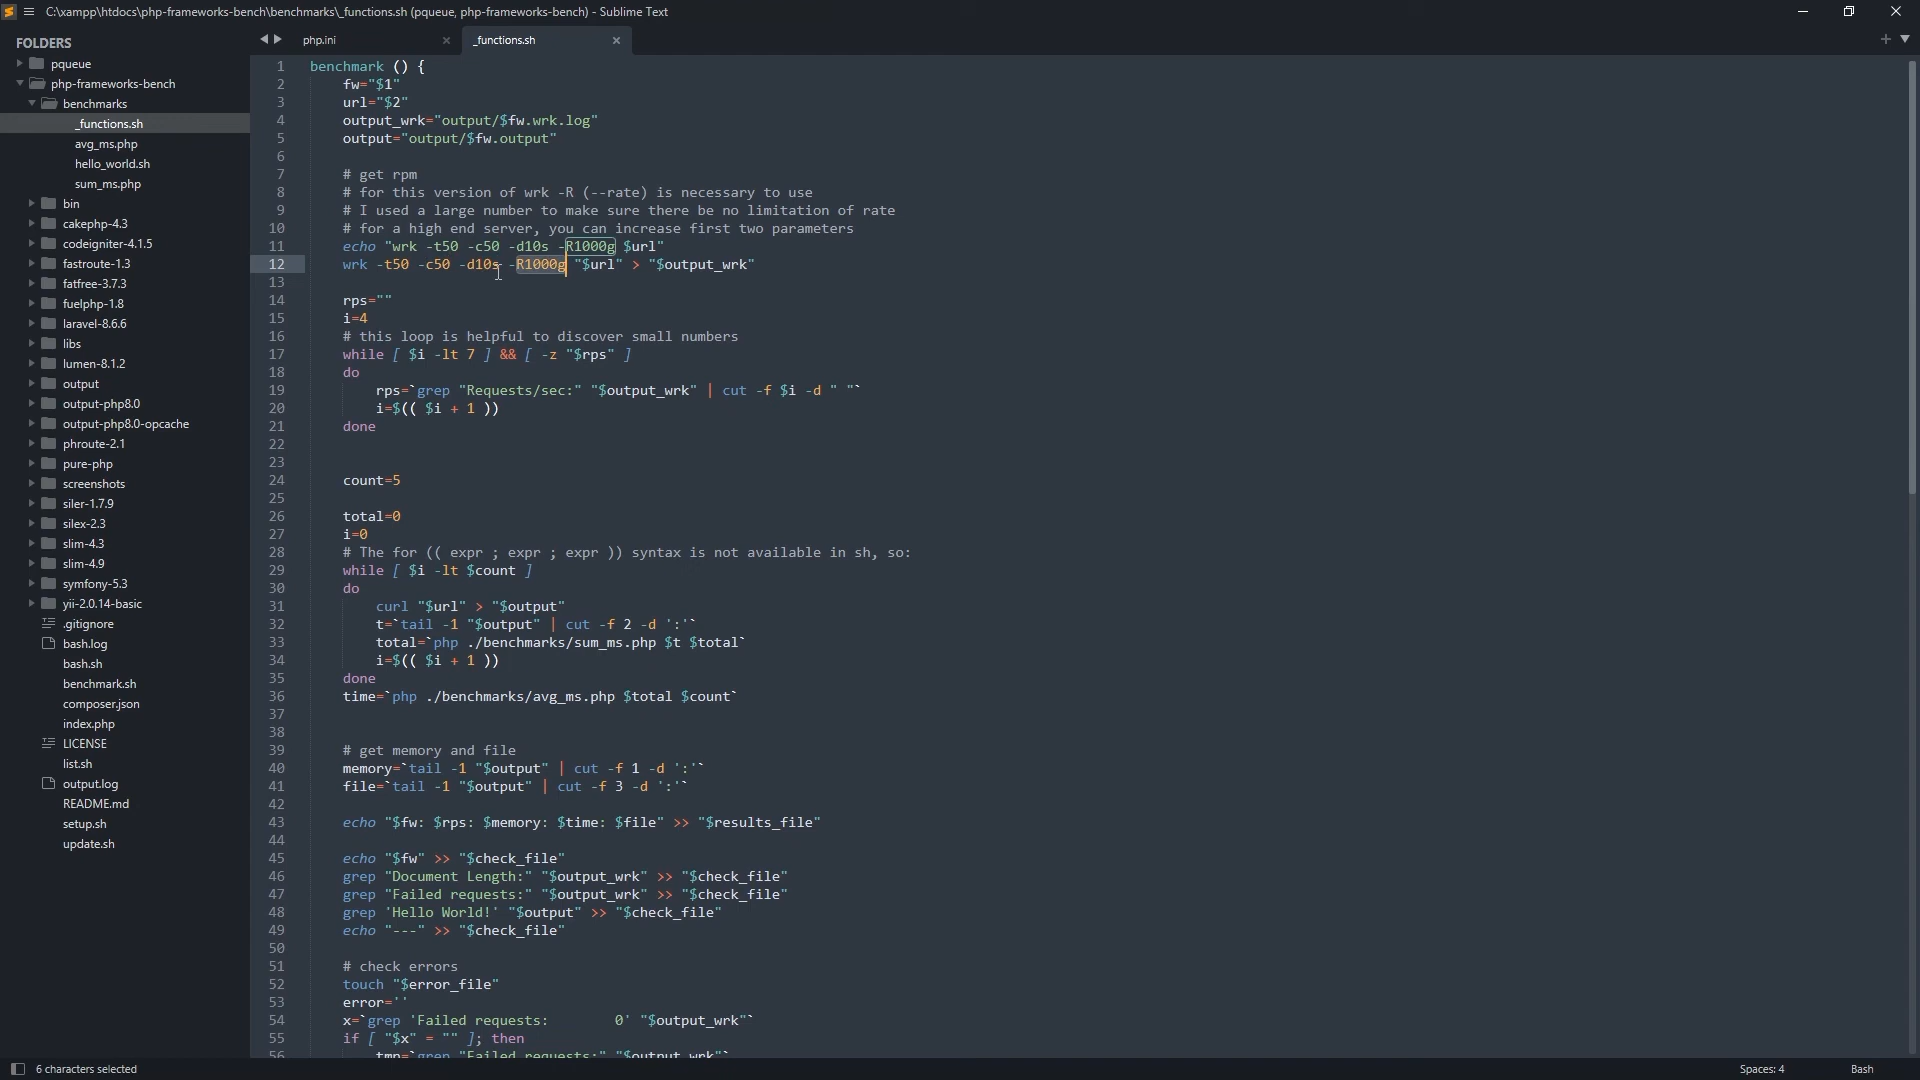 C:\xampp\htdocs\php-frameworks-bench\benchmarks\_functions.sh (pqueue, php-frameworks-bench) - Sublime Text
FOLDERS
pqueue
php-frameworks-bench
benchmarks
_functions.sh
avg_ms.php
hello_world.sh
sum_ms.php
bin
cakephp-4.3
codeigniter-4.1.5
fastroute-1.3
fatfree-3.7.3
fuelphp-1.8
laravel-8.6.6
libs
lumen-8.1.2
output
output-php8.0
output-php8.0-opcache
phroute-2.1
pure-php
screenshots
siler-1.7.9
silex-2.3
slim-4.3
slim-4.9
symfony-5.3
yii-2.0.14-basic
.gitignore
bash.log
bash.sh
benchmark.sh
composer.json
index.php
LICENSE
list.sh
output.log
README.md
setup.sh
update.sh
php.ini
_functions.sh
1 benchmark () {
2 fw="$1"
3 url="$2"
4 output_wrk="output/$fw.wrk.log"
5 output="output/$fw.output"
6
7 # get rpm
8 # for this version of wrk -R (--rate) is necessary to use
9 # I used a large number to make sure there be no limitation of rate
10 # for a high end server, you can increase first two parameters
11 echo "wrk -t50 -c50 -d10s -R1000g $url"
12 wrk -t50 -c50 -d10s -R1000g "$url" > "$output_wrk"
13
14 rps=""
15 i=4
16 # this loop is helpful to discover small numbers
17 while [ $i -lt 7 ] && [ -z "$rps" ]
18 do
19 rps=`grep "Requests/sec:" "$output_wrk" | cut -f $i -d " "`
20 i=$(( $i + 1 ))
21 done
22
23
24 count=5
25
26 total=0
27 i=0
28 # The for (( expr ; expr ; expr )) syntax is not available in sh, so:
29 while [ $i -lt $count ]
30 do
31 curl "$url" > "$output"
32 t=`tail -1 "$output" | cut -f 2 -d ':'`
33 total=`php ./benchmarks/sum_ms.php $t $total`
34 i=$(( $i + 1 ))
35 done
36 time=`php ./benchmarks/avg_ms.php $total $count`
37
38
39 # get memory and file
40 memory=`tail -1 "$output" | cut -f 1 -d ':'`
41 file=`tail -1 "$output" | cut -f 3 -d ':'`
42
43 echo "$fw: $rps: $memory: $time: $file" >> "$results_file"
44
45 echo "$fw" >> "$check_file"
46 grep "Document Length:" "$output_wrk" >> "$check_file"
47 grep "Failed requests:" "$output_wrk" >> "$check_file"
48 grep 'Hello World!' "$output" >> "$check_file"
49 echo "---" >> "$check_file"
50
51 # check errors
52 touch "$error_file"
53 error=''
54 x=`grep 'Failed requests:        0' "$output_wrk"`
55 if [ "$x" = "" ]; then
56 tmp=`grep "Failed requests:" "$output_wrk"`
6 characters selected
Spaces: 4
Bash